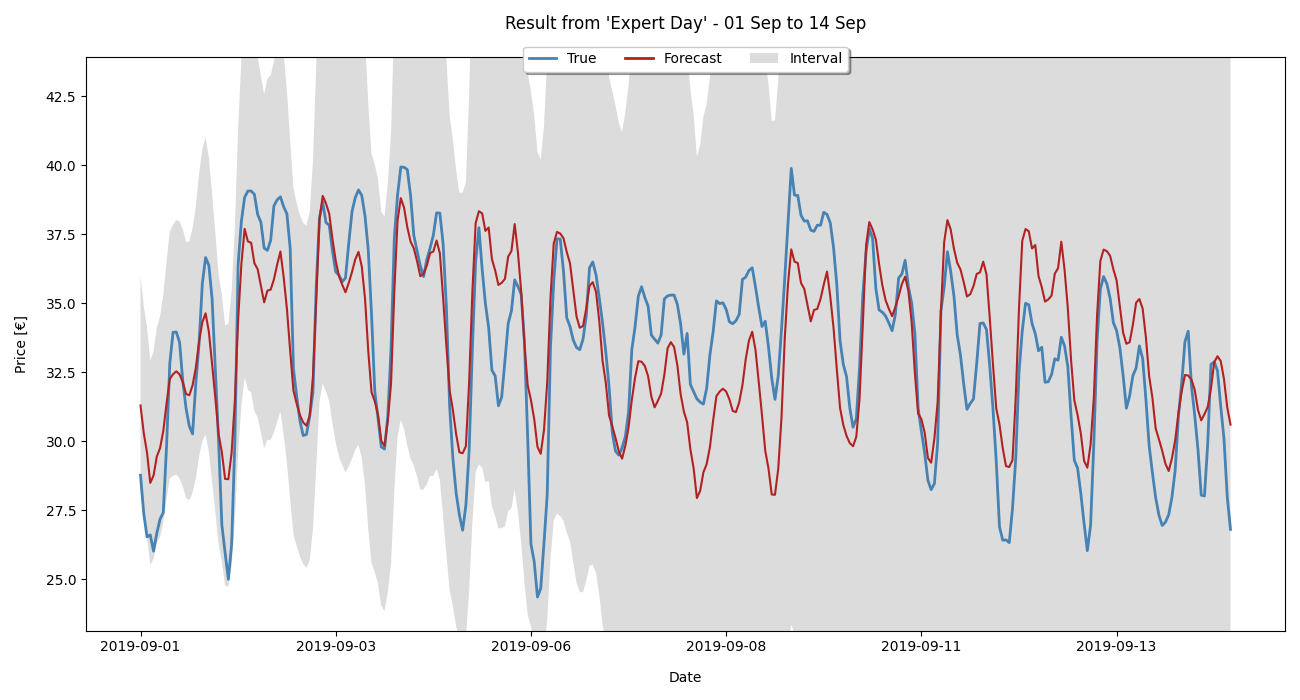 Result from 'Expert Day' - 01 Sep to 14 Sep
True
Forecast
Interval
Price [€]
42.5
40.0
37.5
35.0
32.5
30.0
27.5
25.0
2019-09-01
2019-09-03
2019-09-06
2019-09-08
2019-09-11
2019-09-13
Date